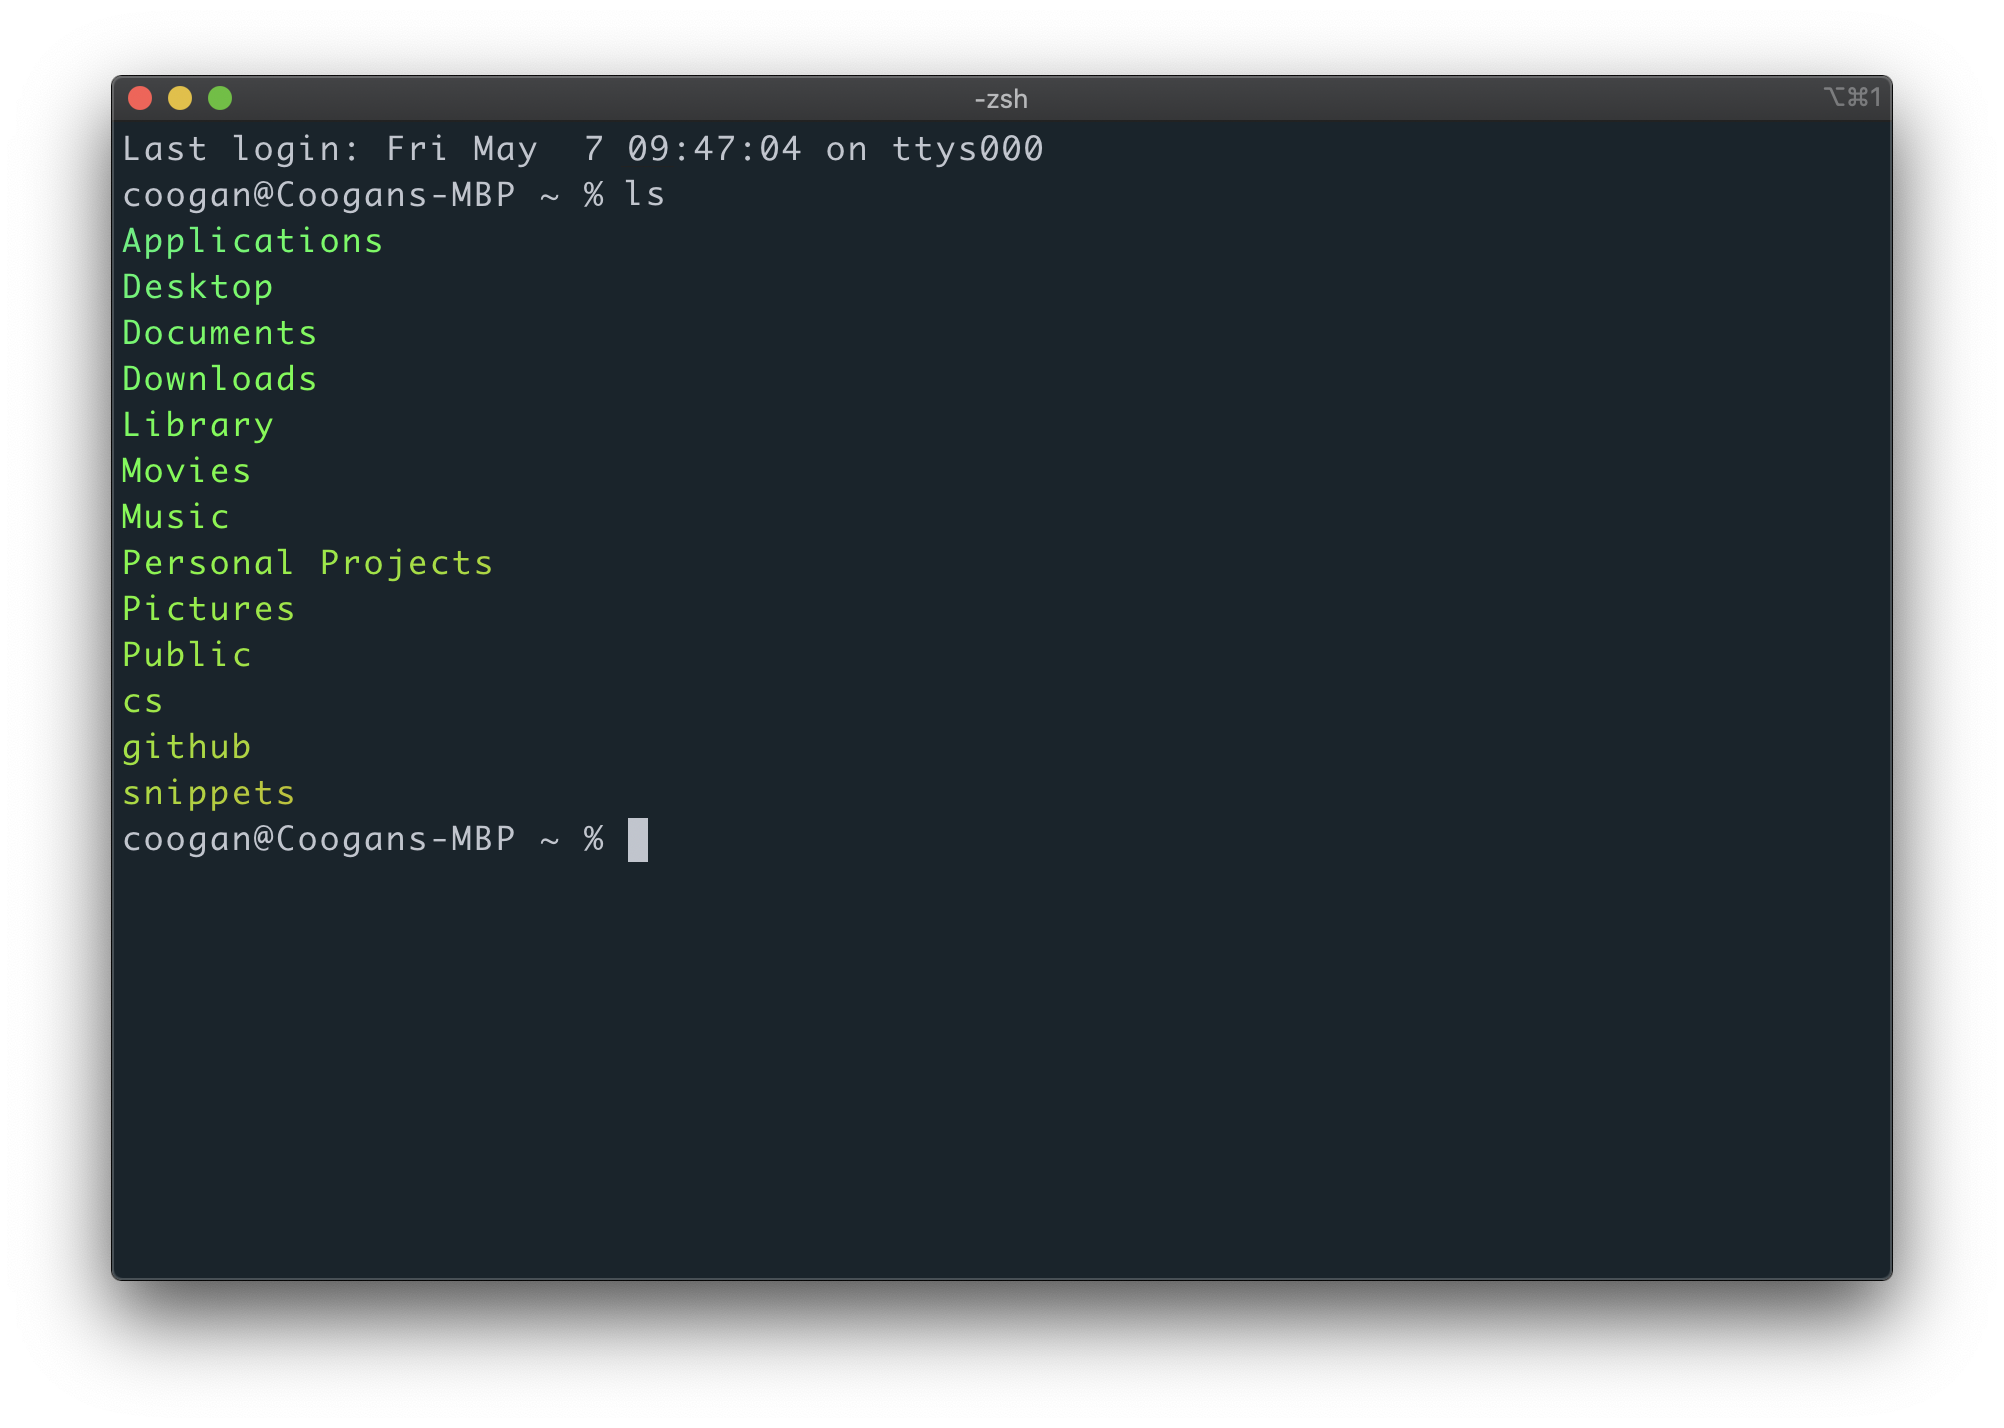 -zsh ⌥⌘1
Last login: Fri May  7 09:47:04 on ttys000
coogan@Coogans-MBP ~ % ls
Applications
Desktop
Documents
Downloads
Library
Movies
Music
Personal Projects
Pictures
Public
cs
github
snippets
coogan@Coogans-MBP ~ %